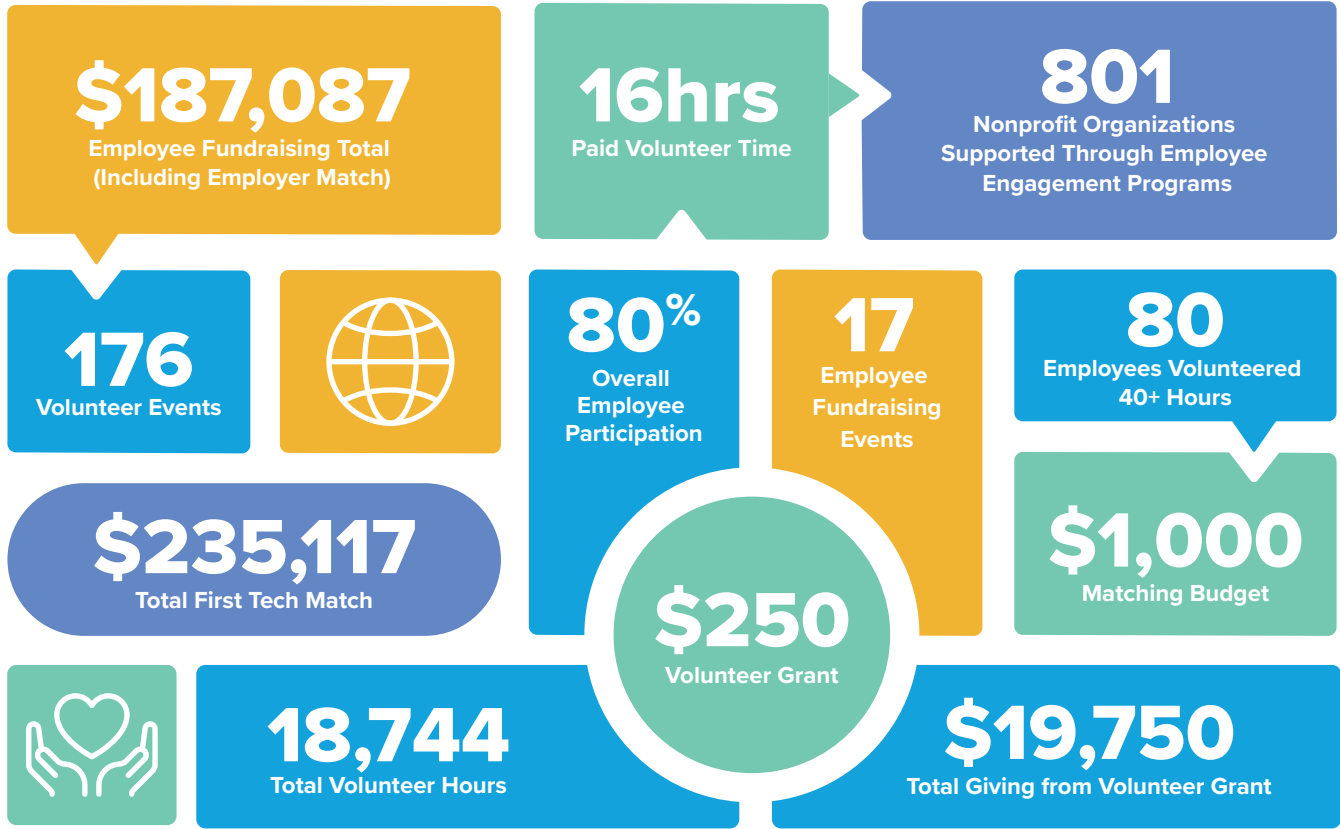 $187,087
Employee Fundraising Total
(Including Employer Match)
16hrs
Paid Volunteer Time
801
Nonprofit Organizations
Supported Through Employee
Engagement Programs
176
Volunteer Events
80%
Overall
Employee
Participation
17
Employee
Fundraising
Events
80
Employees Volunteered
40+ Hours
$235,117
Total First Tech Match
$250
Volunteer Grant
$1,000
Matching Budget
18,744
Total Volunteer Hours
$19,750
Total Giving from Volunteer Grant